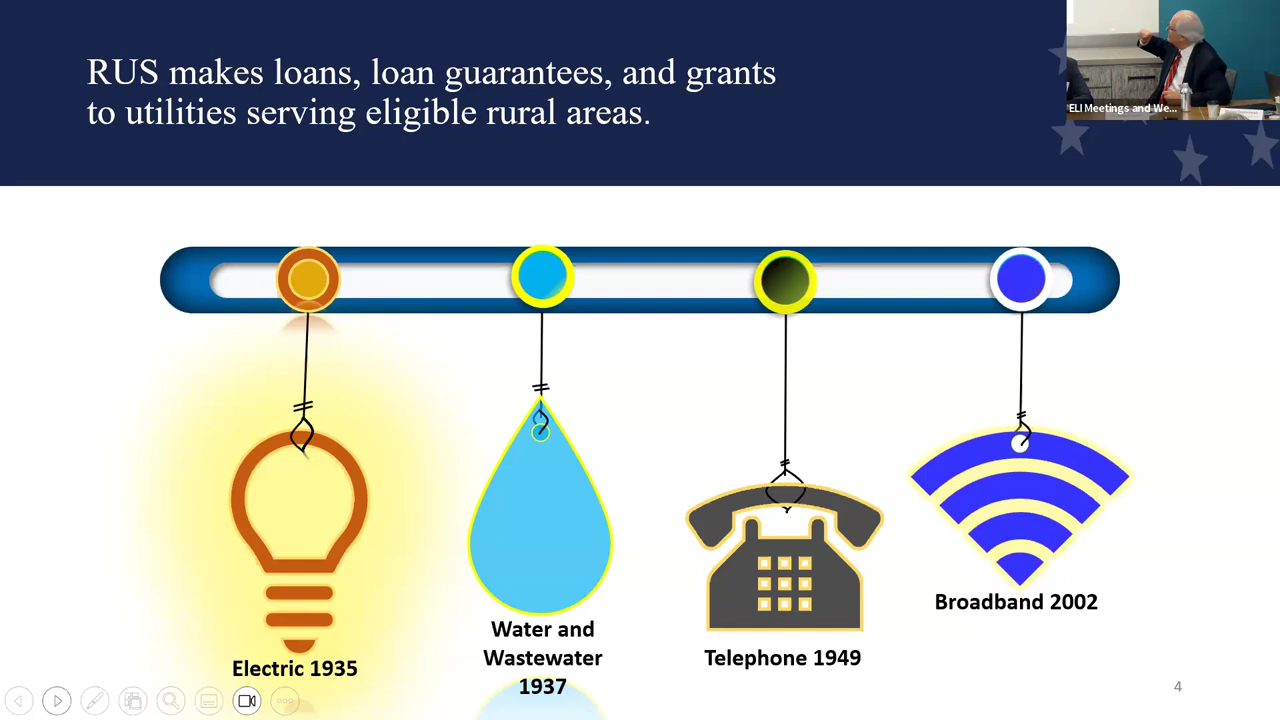 RUS makes loans, loan guarantees, and grants
to utilities serving eligible rural areas.
ELI Meetings and We...
Electric 1935
Water and
Wastewater
1937
Telephone 1949
Broadband 2002
4